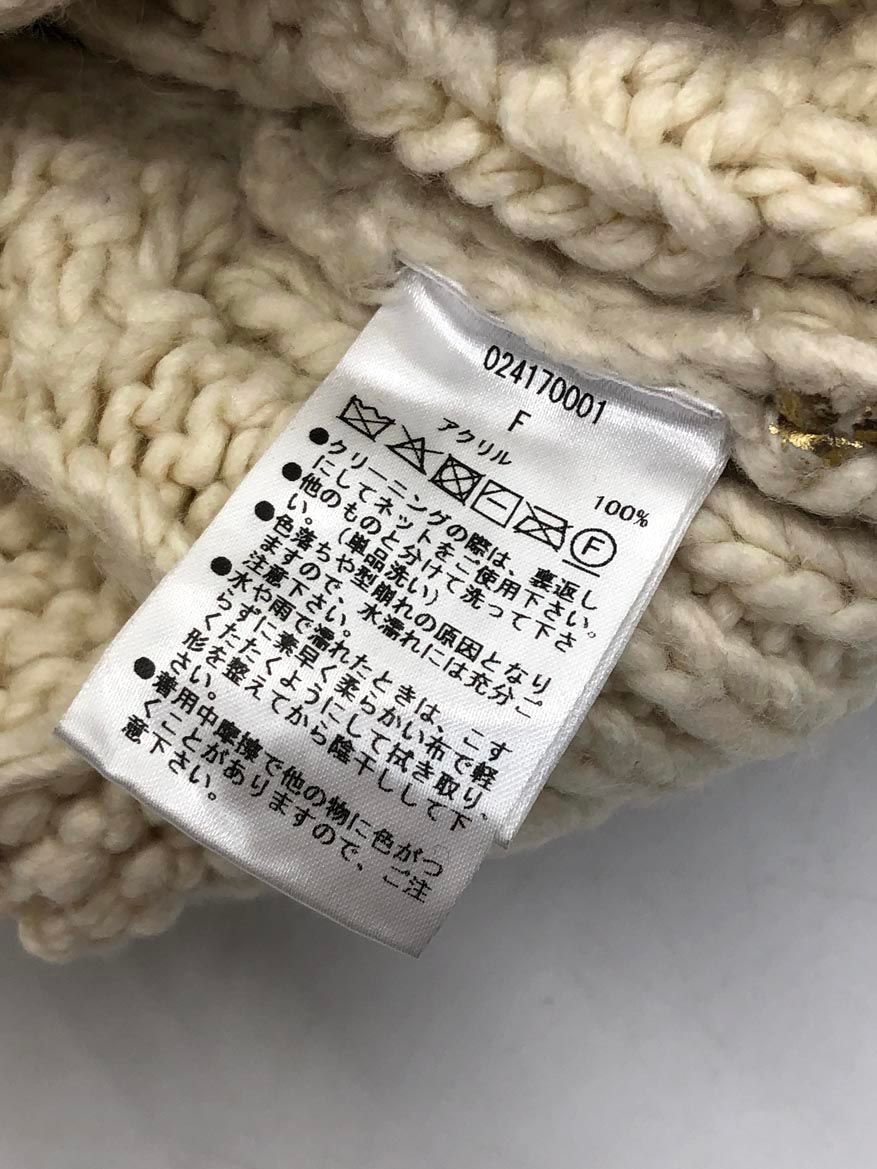 024170001
F
アクリル 100%
F
●クリーニングの際は、裏返し
にしてネットをご使用下さい。
●他のものと分けて洗って下さ
い。(単品洗い)
●色落ちや型崩れの原因となり
ますので、水濡れには充分ご
注意下さい。
●水や雨で濡れたときは、こす
らずに素早く柔らかい布で軽
くたたくようにして拭き取り、
形を整えてから陰干しして下
さい。
●着用中摩擦で他の物に色がつ
くことがありますので、ご注
意下さい。